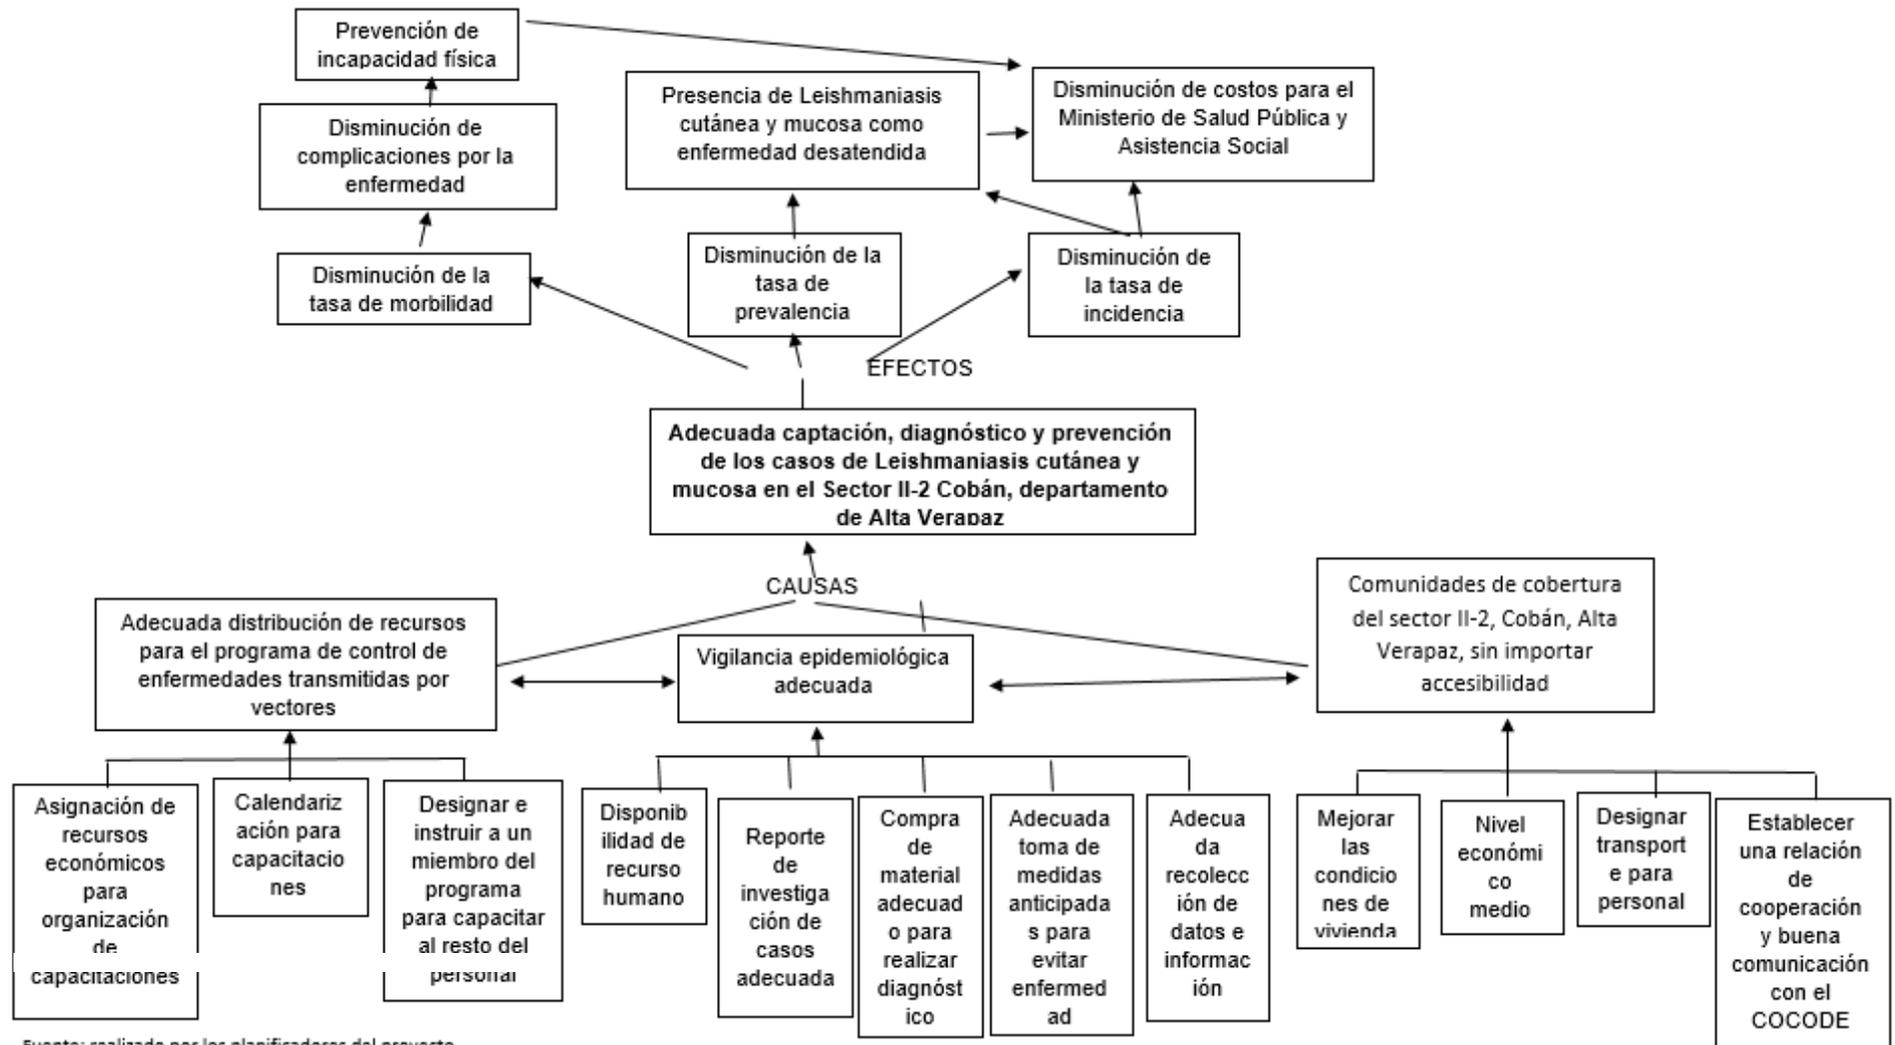 Prevención de
incapacidad física
Presencia de Leishmaniasis
cutánea y mucosa como
enfermedad desatendida
Disminución de costos para el
Ministerio de Salud Pública y
Asistencia Social
Disminución de
complicaciones por la
enfermedad
Disminución de la
tasa de morbilidad
Disminución de la
tasa de
prevalencia
Disminución de
la tasa de
incidencia
EFECTOS
Adecuada captación, diagnóstico y prevención
de los casos de Leishmaniasis cutánea y
mucosa en el Sector II-2 Cobán, departamento
de Alta Verapaz
CAUSAS
Adecuada distribución de recursos
para el programa de control de
enfermedades transmitidas por
vectores
Vigilancia epidemiológica
adecuada
Comunidades de cobertura
del sector II-2, Cobán, Alta
Verapaz, sin importar
accesibilidad
Asignación de
recursos
económicos
para
organización
de
capacitaciones
Calendariz
ación para
capacitacio
nes
Designar e
instruir a un
miembro del
programa
para capacitar
al resto del
personal
Disponib
ilidad de
recurso
humano
Reporte
de
investiga
ción de
casos
adecuada
Compra
de
material
adecuad
o para
realizar
diagnóst
ico
Adecuada
toma de
medidas
anticipada
s para
evitar
enfermed
ad
Adecua
da
recolecc
ión de
datos e
informac
ión
Mejorar
las
condicio
nes de
vivienda
Nivel
económi
co
medio
Designar
transport
e para
personal
Establecer
una relación
de
cooperación
y buena
comunicación
con el
COCODE
Fuente: realizado por los planificadores del proyecto